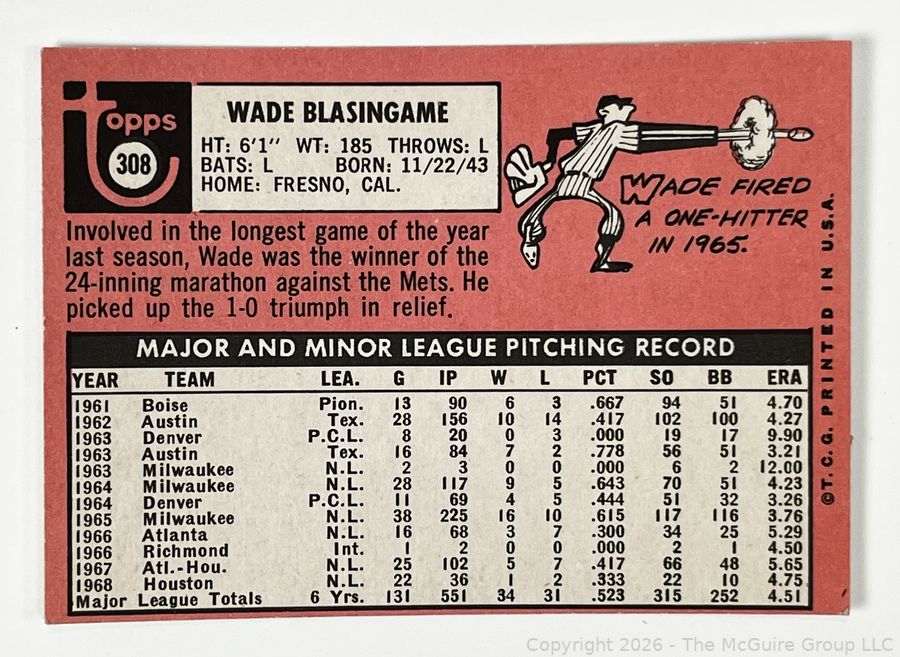 topps
308
WADE BLASINGAME
HT: 6'1" WT: 185 THROWS: L
BATS: L BORN: 11/22/43
HOME: FRESNO, CAL.
WADE FIRED
A ONE-HITTER
IN 1965.
Involved in the longest game of the year
last season, Wade was the winner of the
24-inning marathon against the Mets. He
picked up the 1-0 triumph in relief.
MAJOR AND MINOR LEAGUE PITCHING RECORD
YEAR TEAM LEA. G IP W L PCT SO BB ERA
1961 Boise Pion. 13 90 6 3 .667 94 51 4.70
1962 Austin Tex. 28 156 10 14 .417 102 100 4.27
1963 Denver P.C.L. 8 20 0 3 .000 19 17 9.90
1963 Austin Tex. 16 84 7 2 .778 56 51 3.21
1963 Milwaukee N.L. 2 3 0 0 .000 6 2 12.00
1964 Milwaukee N.L. 28 117 9 5 .643 70 51 4.23
1964 Denver P.C.L. 11 69 4 5 .444 51 32 3.26
1965 Milwaukee N.L. 38 225 16 10 .615 117 116 3.76
1966 Atlanta N.L. 16 68 3 7 .300 34 25 5.29
1966 Richmond Int. 1 2 0 0 .000 2 1 4.50
1967 Atl.-Hou. N.L. 25 102 5 7 .417 66 48 5.65
1968 Houston N.L. 22 36 1 2 .333 22 10 4.75
Major League Totals 6 Yrs. 131 551 34 31 .523 315 252 4.51
©T.C.G. PRINTED IN U.S.A.
Copyright 2026 - The McGuire Group LLC